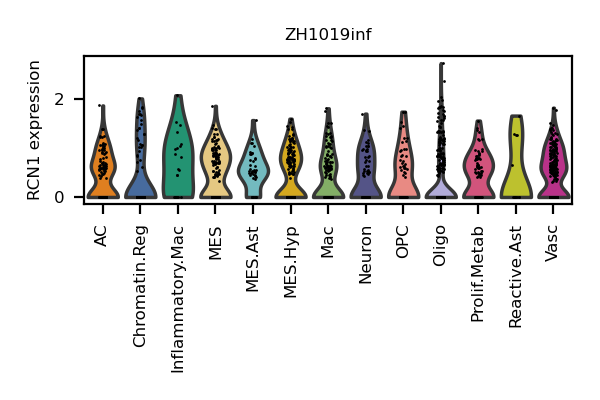 ZH1019inf
RCN1 expression
2
0
AC
Chromatin.Reg
Inflammatory.Mac
MES
MES.Ast
MES.Hyp
Mac
Neuron
OPC
Oligo
Prolif.Metab
Reactive.Ast
Vasc